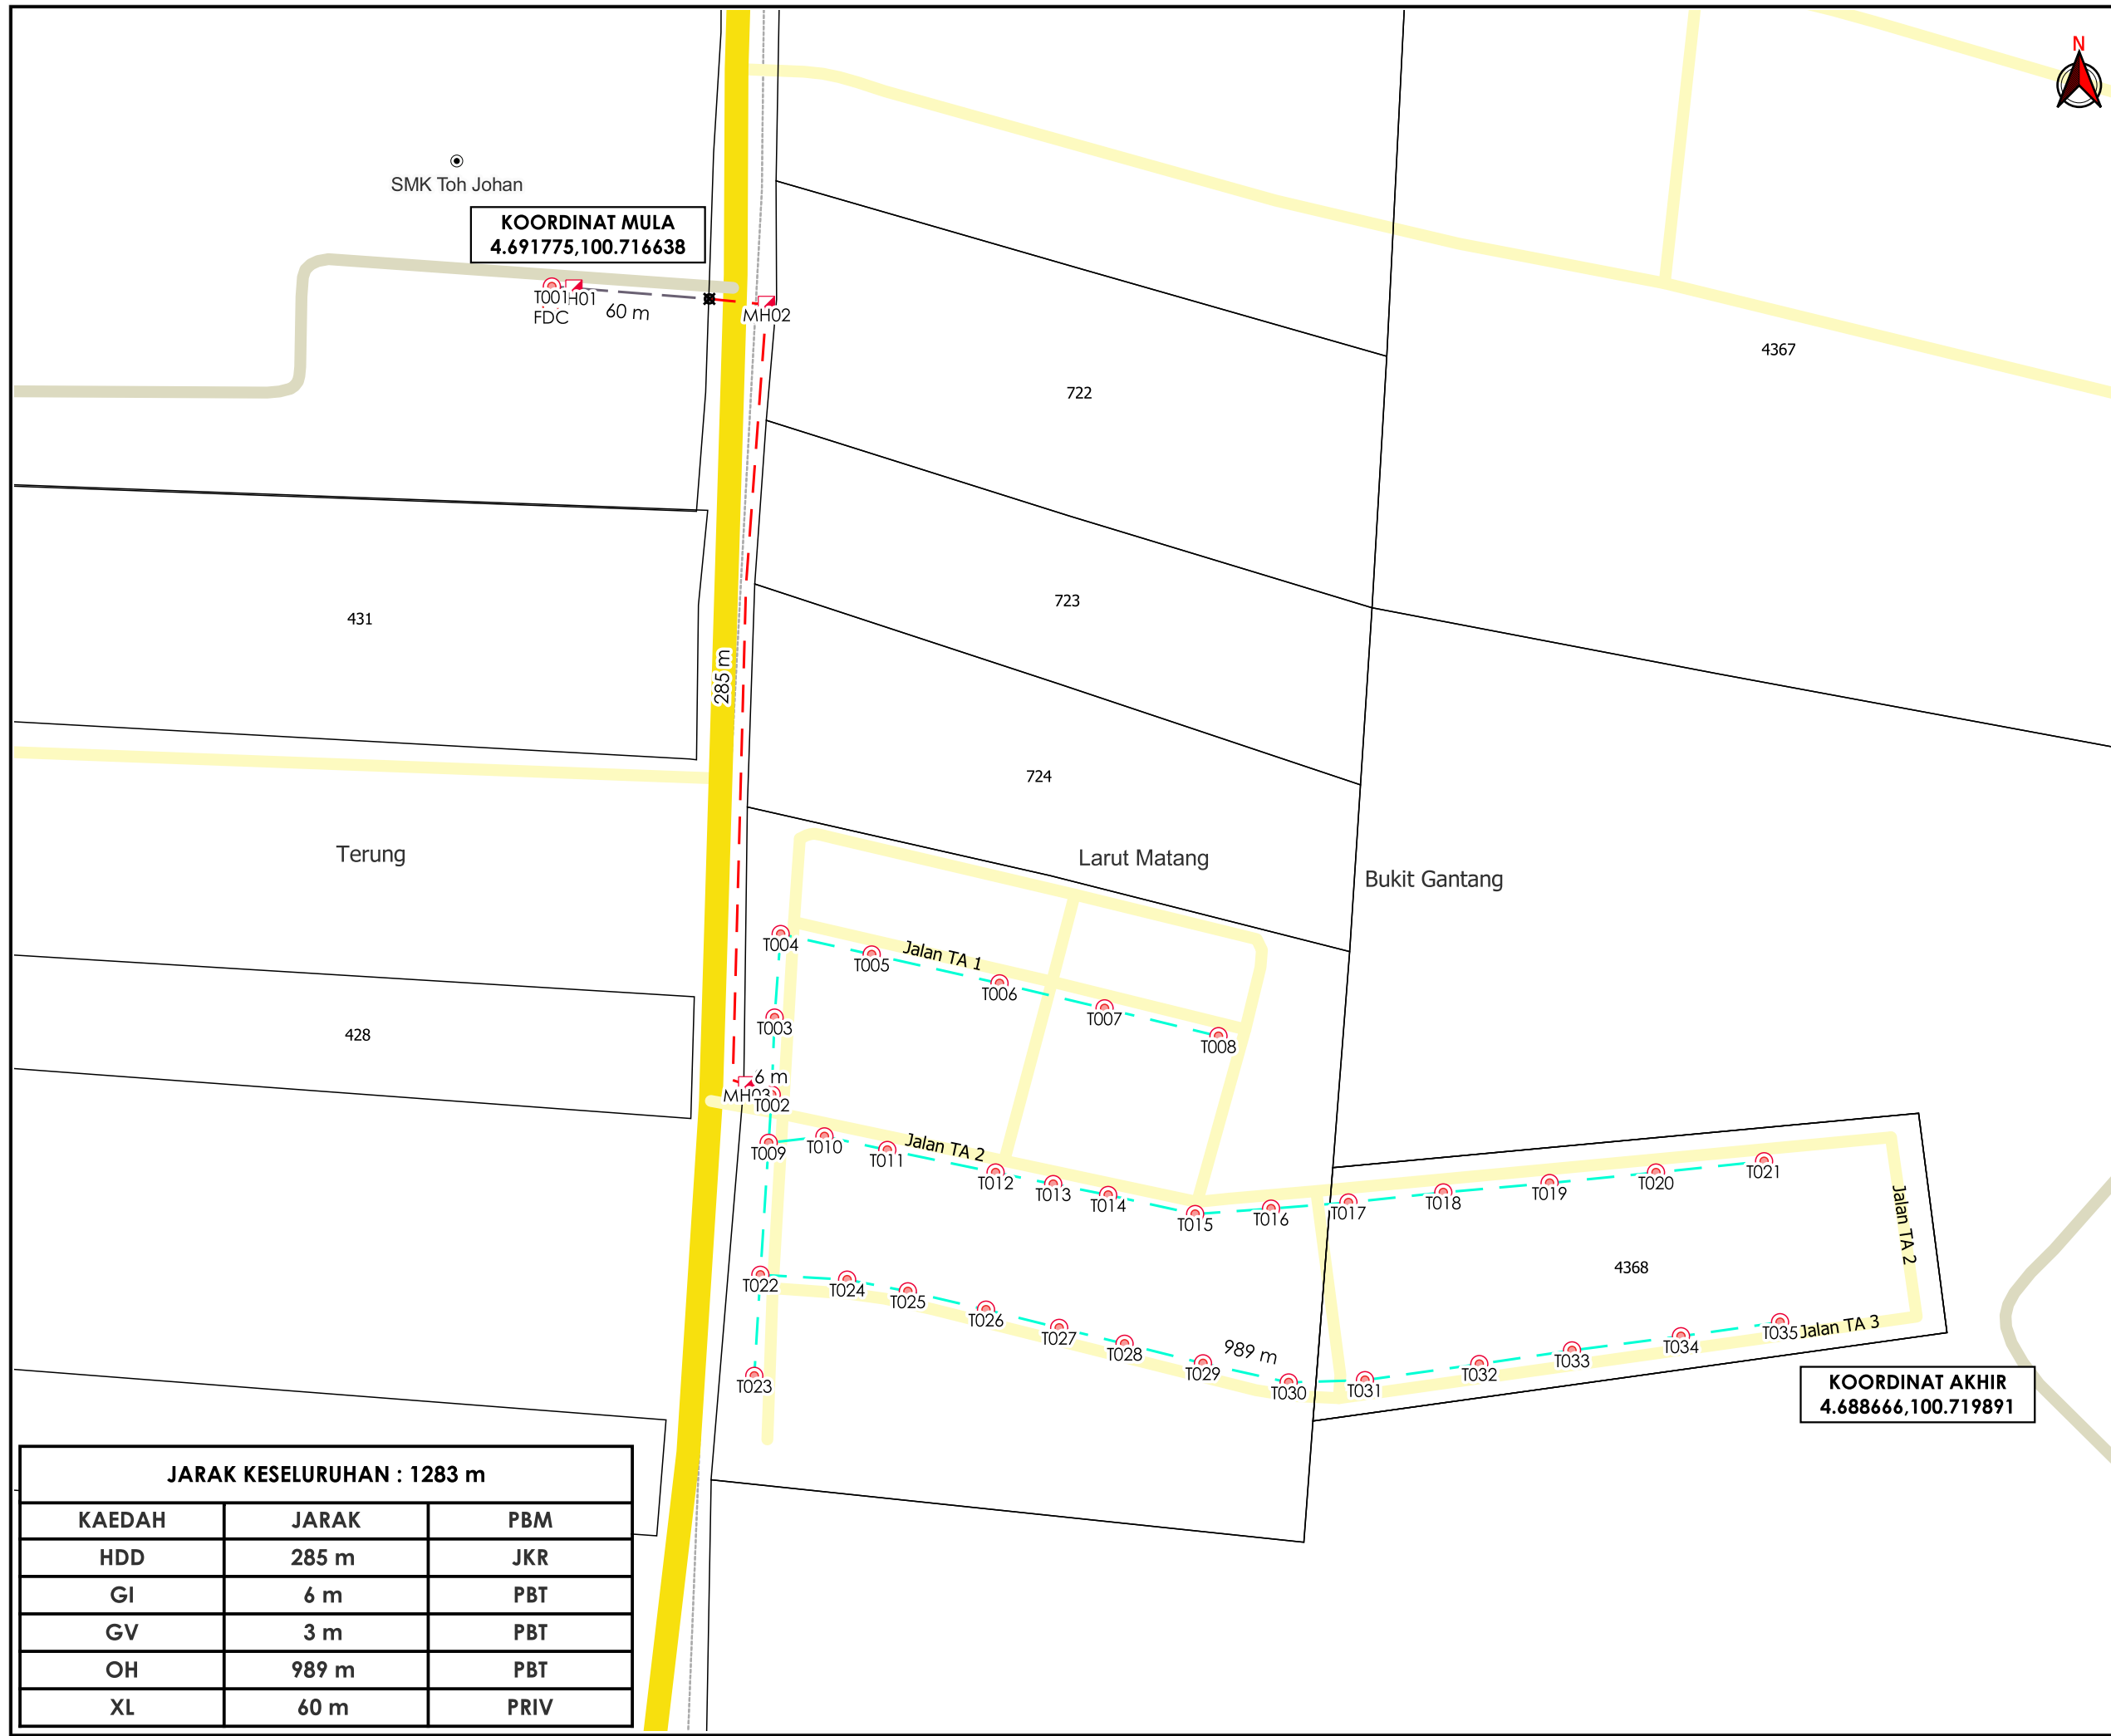 N
SMK Toh Johan
KOORDINAT MULA
4.691775,100.716638
T001
H01
FDC
60 m
MH02
4367
722
723
431
285 m
724
Terung
Larut Matang
Bukit Gantang
T004
T005
Jalan TA 1
T006
T007
T008
T003
428
6 m
MH03
T002
T009
T010
T011
Jalan TA 2
T012
T013
T014
T015
T016
T017
T018
T019
T020
T021
Jalan TA 2
4368
T022
T024
T025
T026
T027
T028
T029
989 m
T030
T031
T032
T033
T034
T035
Jalan TA 3
T023
KOORDINAT AKHIR
4.688666,100.719891
JARAK KESELURUHAN : 1283 m
KAEDAH JARAK PBM
HDD 285 m JKR
GI 6 m PBT
GV 3 m PBT
OH 989 m PBT
XL 60 m PRIV